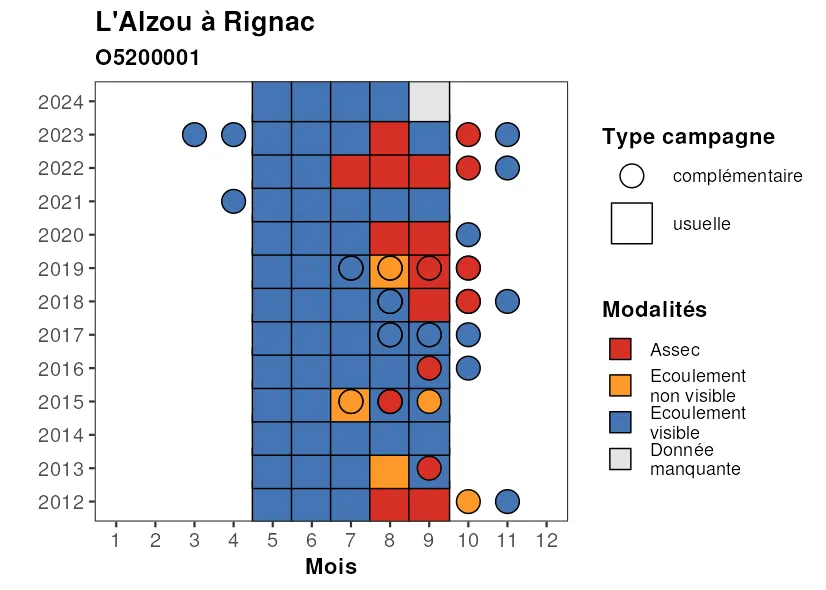 L'Alzou à Rignac
O5200001
2024
2023
2022
2021
2020
2019
2018
2017
2016
2015
2014
2013
2012
1 2 3 4 5 6 7 8 9 10 11 12
Mois
Type campagne
complémentaire
usuelle
Modalités
Assec
Ecoulement
non visible
Ecoulement
visible
Donnée
manquante